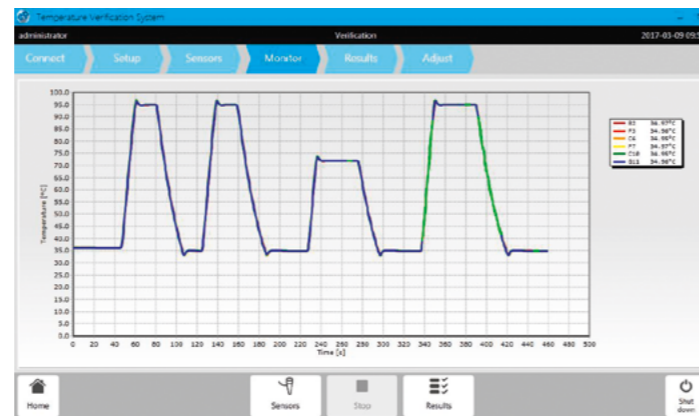 Temperature Verification System
administrator Verification 2017-03-09 09:5
Connect Setup Sensors Monitor Results Adjust
100.0
95.0
90.0
85.0
80.0
75.0
70.0
65.0
60.0
55.0
50.0
45.0
40.0
35.0
30.0
25.0
20.0
15.0
10.0
5.0
0.0
Temperature [°C]
0 20 40 60 80 100 120 140 160 180 200 220 240 260 280 300 320 340 360 380 400 420 440 460 480 500
Time [s]
Home Sensors Stop Results Shut
down